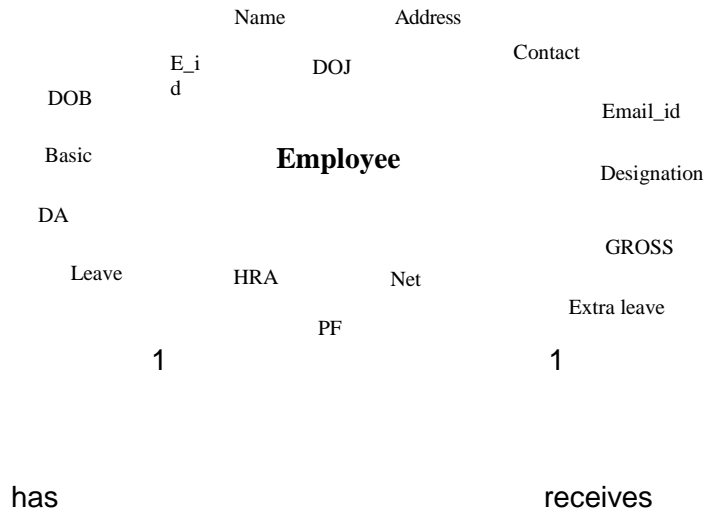 Name Address
Contact
E_i
d
DOJ
DOB
Email_id
Basic
Employee
Designation
DA
GROSS
Leave
HRA
Net
Extra leave
PF
1 1
has receives